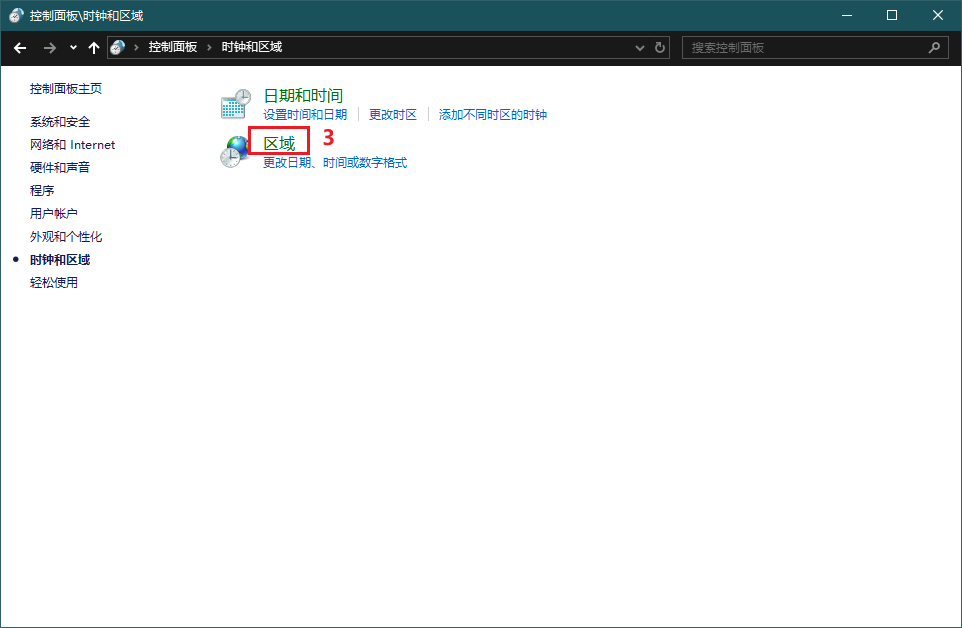 控制面板\时钟和区域
控制面板 › 时钟和区域
搜索控制面板
控制面板主页
系统和安全
网络和 Internet
硬件和声音
程序
用户帐户
外观和个性化
• 时钟和区域
轻松使用
日期和时间
设置时间和日期 | 更改时区 | 添加不同时区的时钟
区域 3
更改日期、时间或数字格式